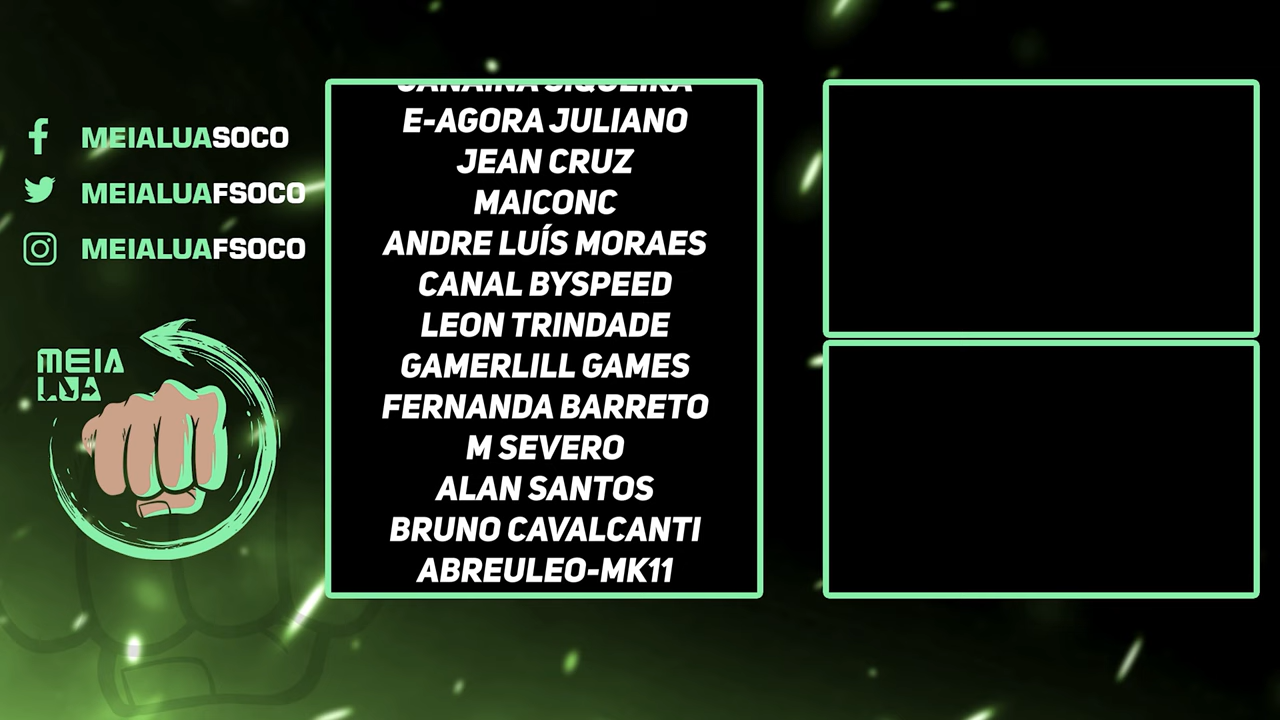 MEIALUASOCO
MEIALUAFSOCO
MEIALUAFSOCO
MEIA
LUA
SIQUEIRA
E-AGORA JULIANO
JEAN CRUZ
MAICONC
ANDRE LUÍS MORAES
CANAL BYSPEED
LEON TRINDADE
GAMERLILL GAMES
FERNANDA BARRETO
M SEVERO
ALAN SANTOS
BRUNO CAVALCANTI
ABREULEO-MK11